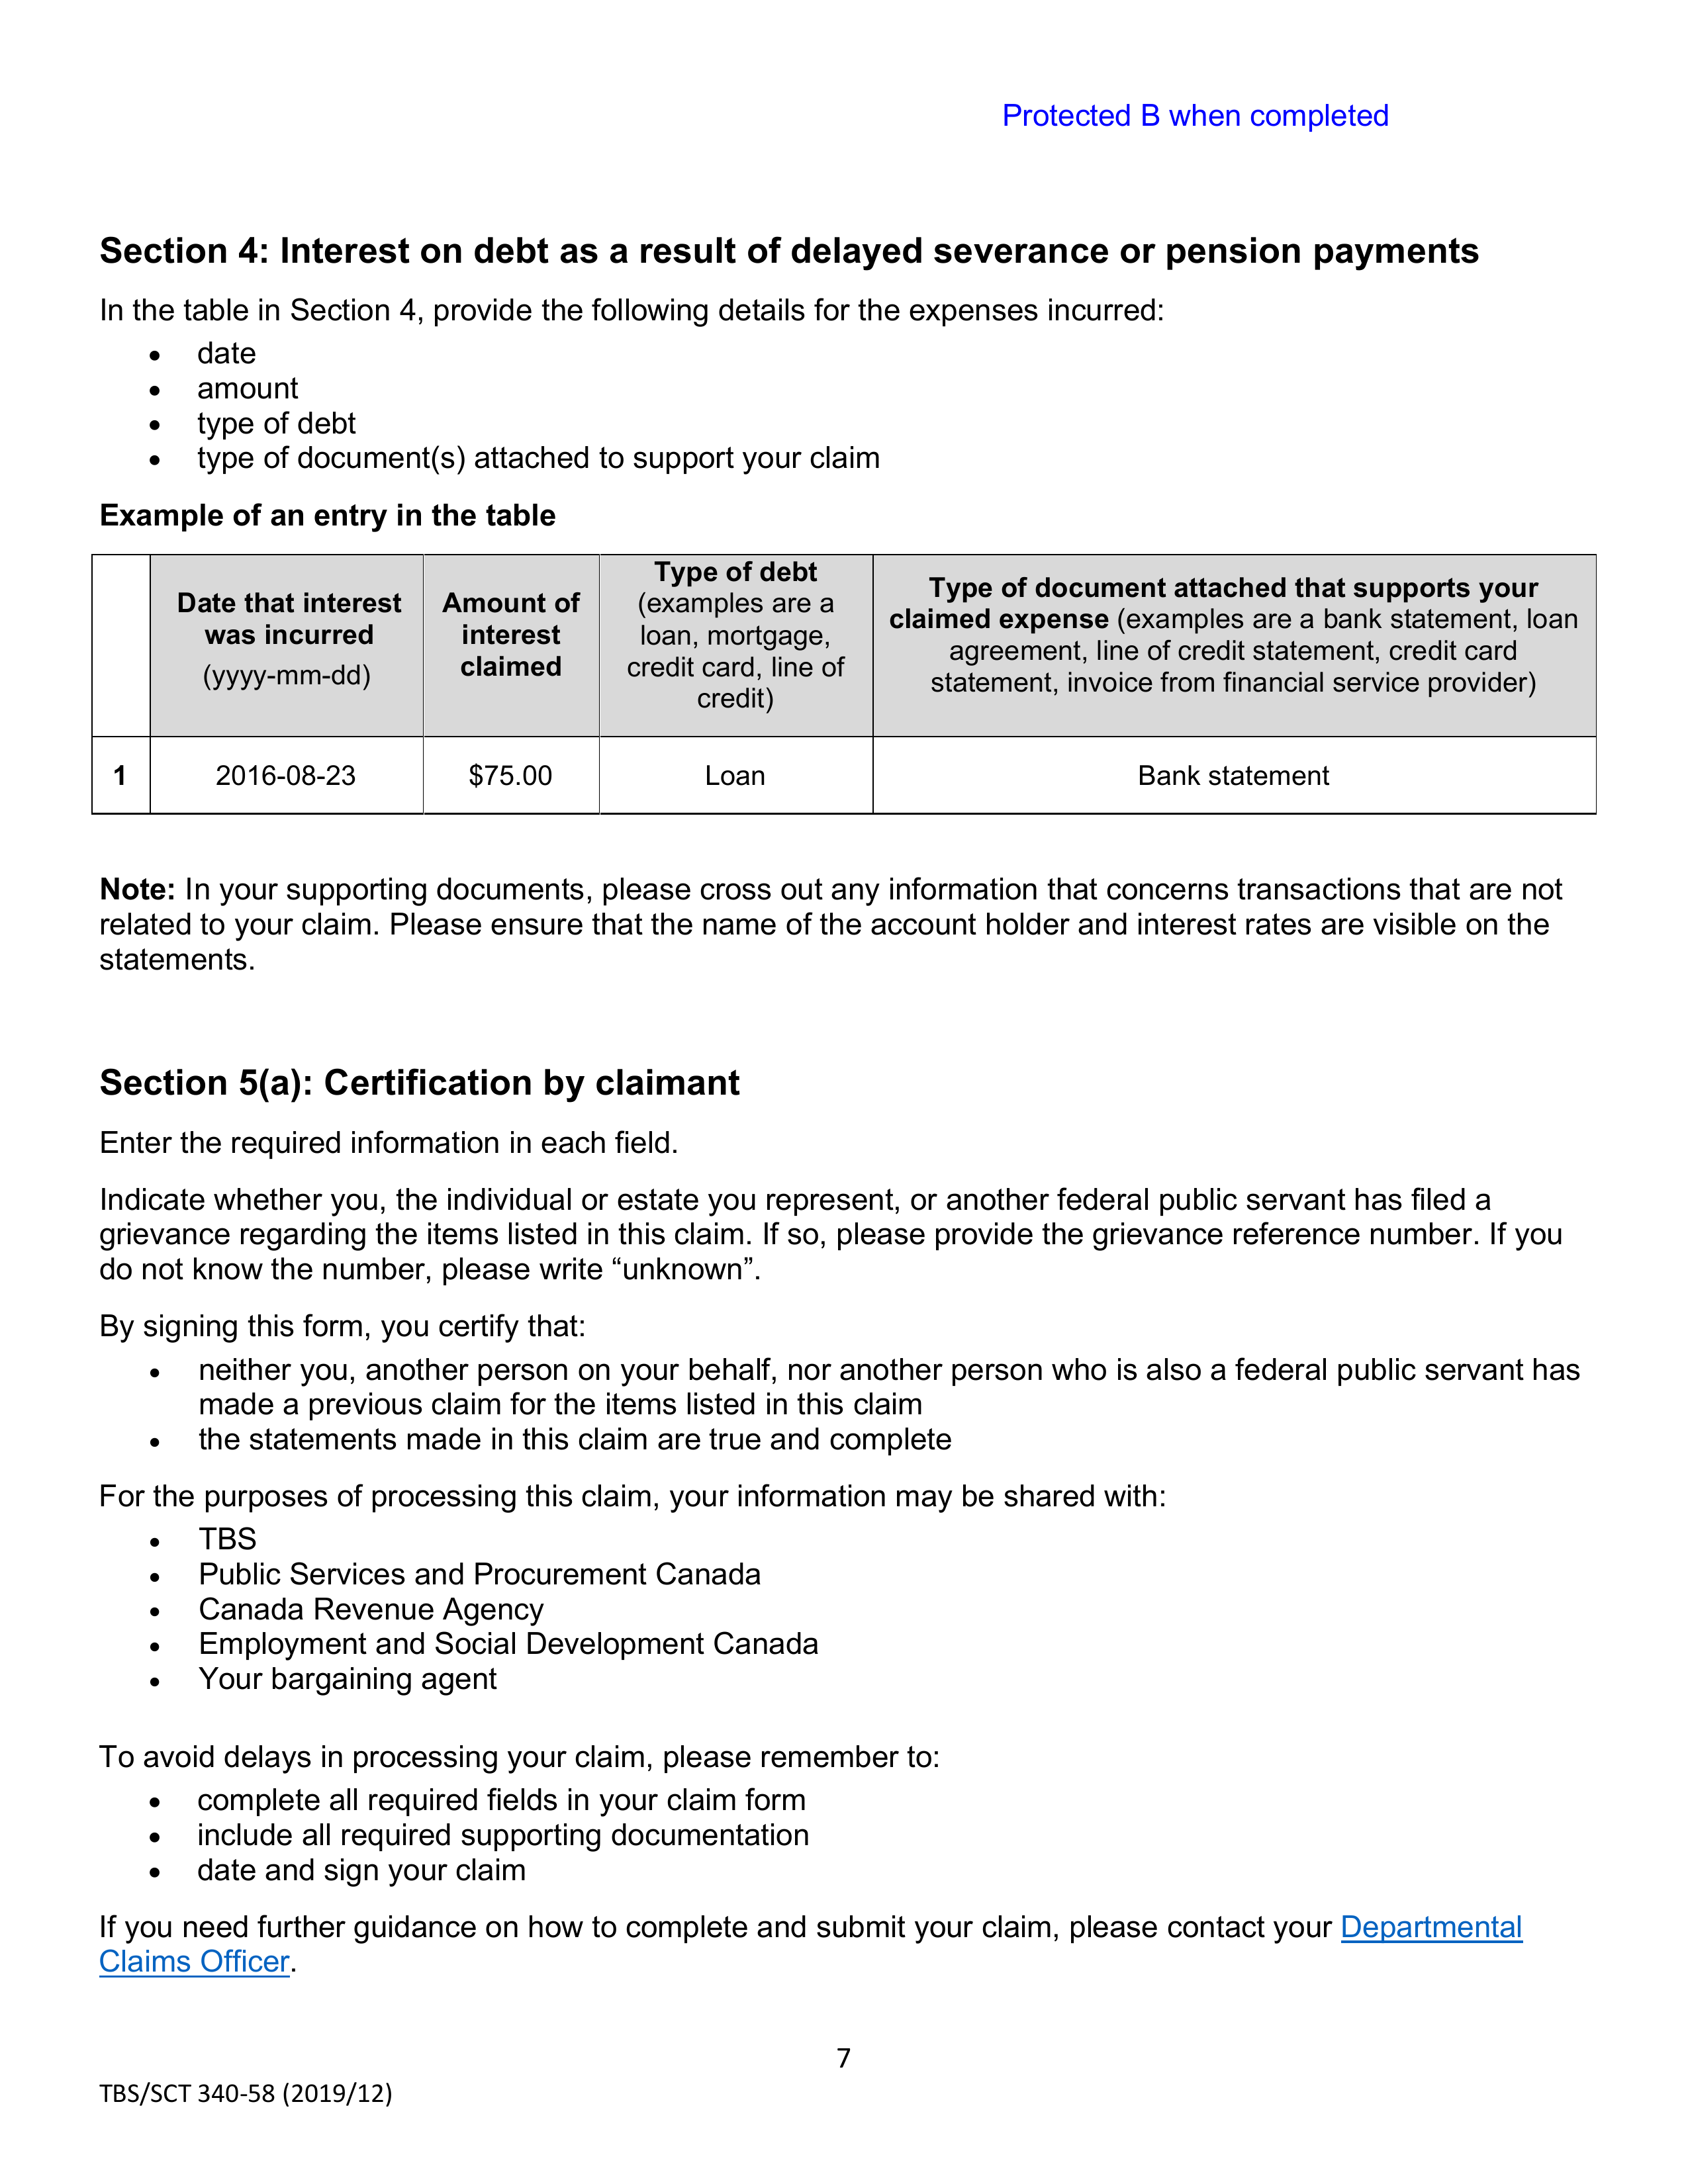 Protected B when completed
Section 4: Interest on debt as a result of delayed severance or pension payments
In the table in Section 4, provide the following details for the expenses incurred:
• date
• amount
• type of debt
• type of document(s) attached to support your claim
Example of an entry in the table
Date that interest
was incurred
(yyyy-mm-dd)
Amount of
interest
claimed
Type of debt
(examples are a
loan, mortgage,
credit card, line of
credit)
Type of document attached that supports your
claimed expense (examples are a bank statement, loan
agreement, line of credit statement, credit card
statement, invoice from financial service provider)
1 2016-08-23 $75.00 Loan Bank statement
Note: In your supporting documents, please cross out any information that concerns transactions that are not
related to your claim. Please ensure that the name of the account holder and interest rates are visible on the
statements.
Section 5(a): Certification by claimant
Enter the required information in each field.
Indicate whether you, the individual or estate you represent, or another federal public servant has filed a
grievance regarding the items listed in this claim. If so, please provide the grievance reference number. If you
do not know the number, please write “unknown”.
By signing this form, you certify that:
• neither you, another person on your behalf, nor another person who is also a federal public servant has
made a previous claim for the items listed in this claim
• the statements made in this claim are true and complete
For the purposes of processing this claim, your information may be shared with:
• TBS
• Public Services and Procurement Canada
• Canada Revenue Agency
• Employment and Social Development Canada
• Your bargaining agent
To avoid delays in processing your claim, please remember to:
• complete all required fields in your claim form
• include all required supporting documentation
• date and sign your claim
If you need further guidance on how to complete and submit your claim, please contact your Departmental
Claims Officer.
7
TBS/SCT 340-58 (2019/12)